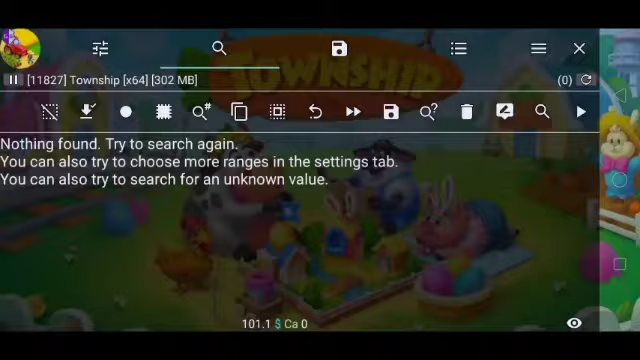 [11827] Township [x64] [302 MB]
(0)
Nothing found. Try to search again.
You can also try to choose more ranges in the settings tab.
You can also try to search for an unknown value.
TOWNSHIP
101.1 $ Ca 0